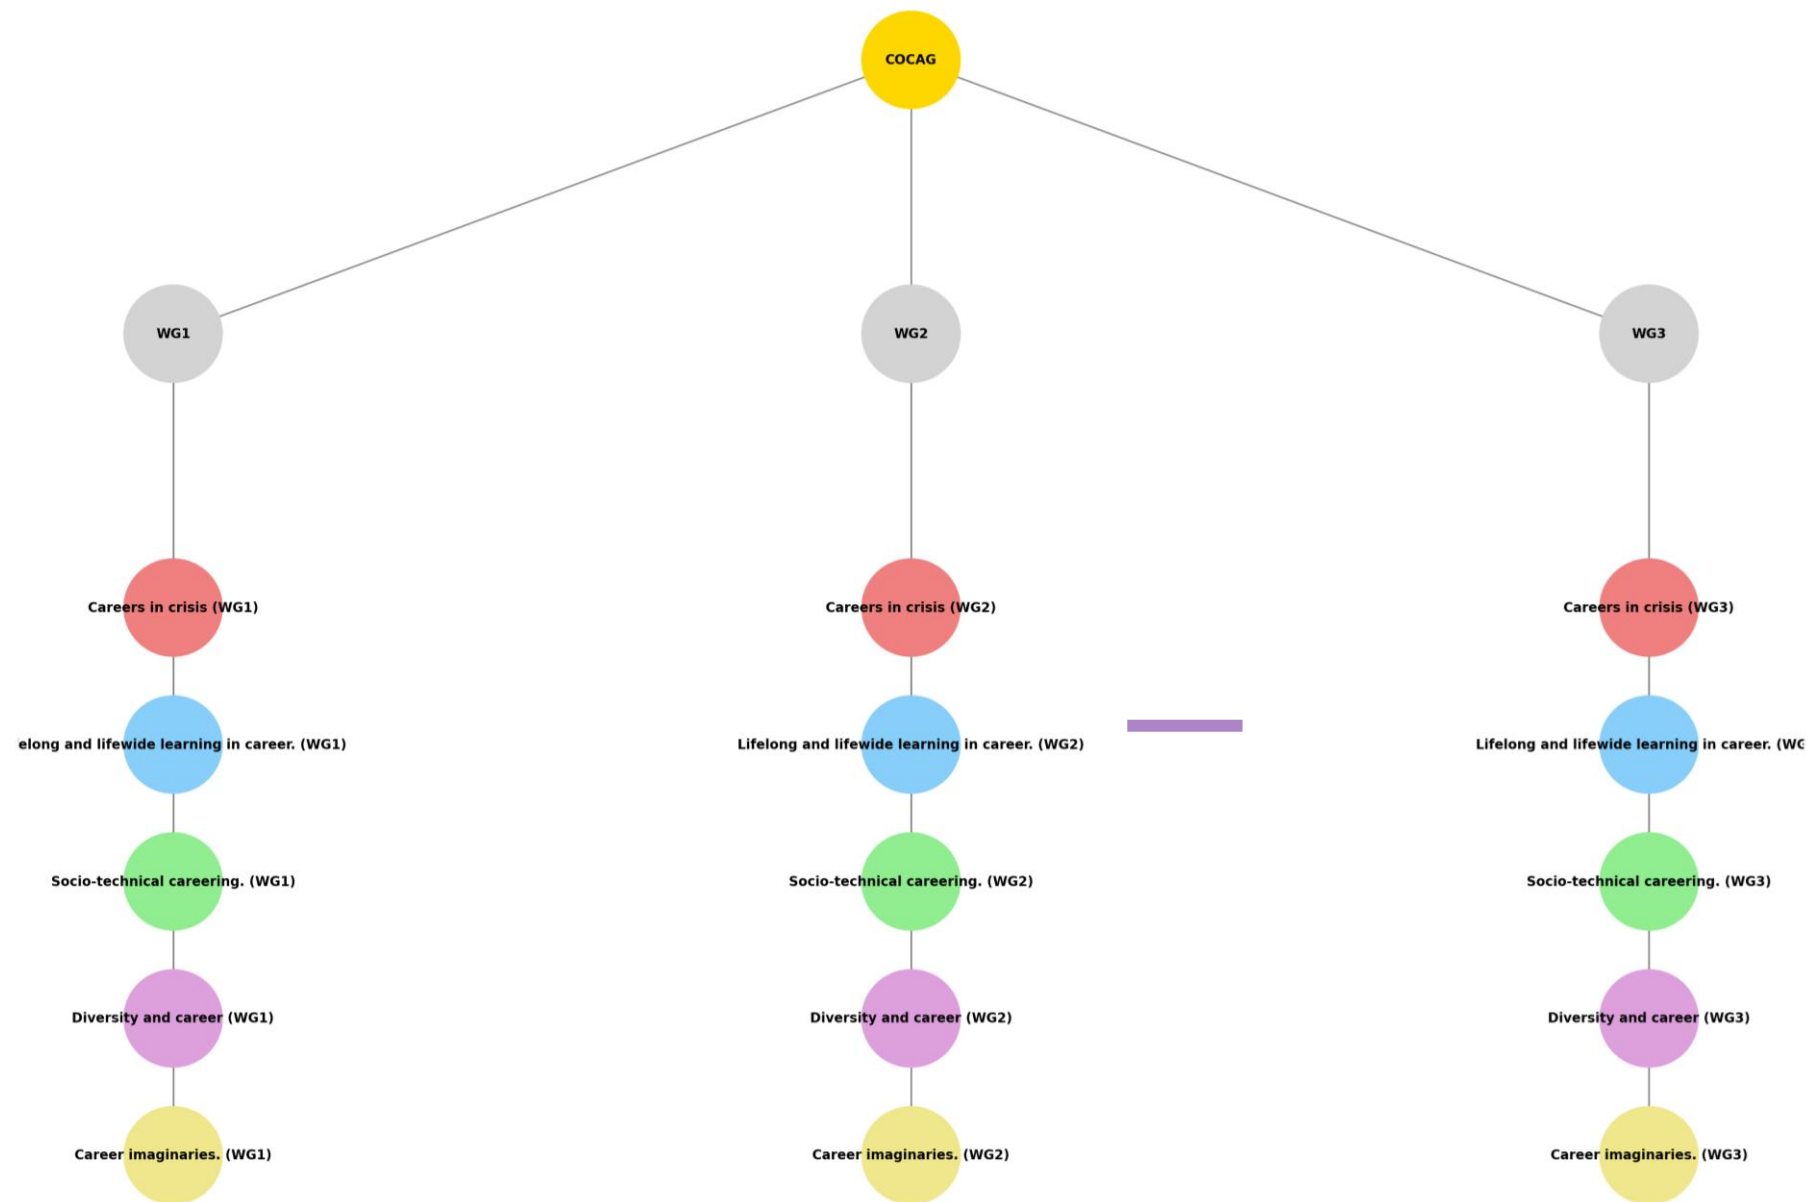 COCAG
WG1
WG2
WG3
Careers in crisis (WG1)
Careers in crisis (WG2)
Careers in crisis (WG3)
elong and lifewide learning in career. (WG1)
Lifelong and lifewide learning in career. (WG2)
Lifelong and lifewide learning in career. (WG
Socio-technical careering. (WG1)
Socio-technical careering. (WG2)
Socio-technical careering. (WG3)
Diversity and career (WG1)
Diversity and career (WG2)
Diversity and career (WG3)
Career imaginaries. (WG1)
Career imaginaries. (WG2)
Career imaginaries. (WG3)